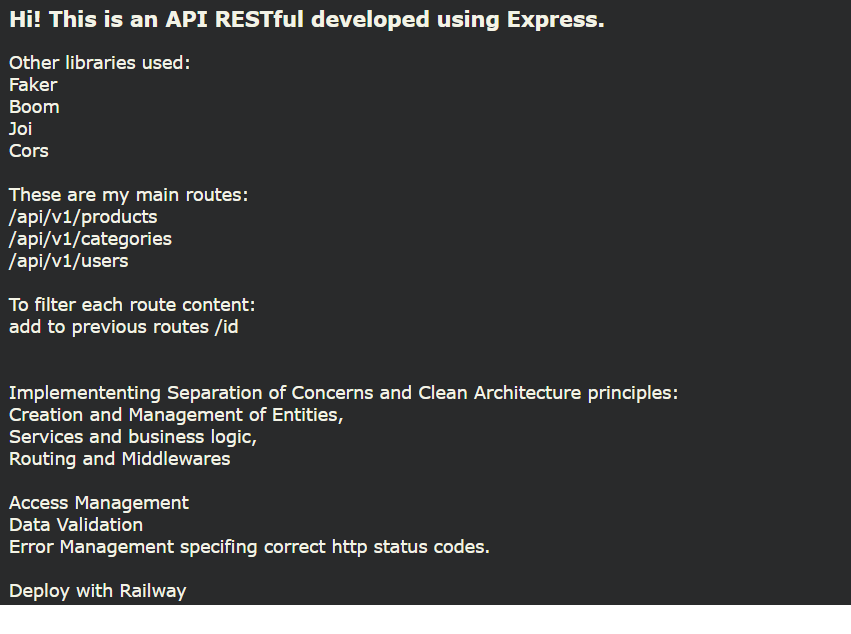 Hi! This is an API RESTful developed using Express.
Other libraries used:
Faker
Boom
Joi
Cors
These are my main routes:
/api/v1/products
/api/v1/categories
/api/v1/users
To filter each route content:
add to previous routes /id
Implemententing Separation of Concerns and Clean Architecture principles:
Creation and Management of Entities,
Services and business logic,
Routing and Middlewares
Access Management
Data Validation
Error Management specifing correct http status codes.
Deploy with Railway